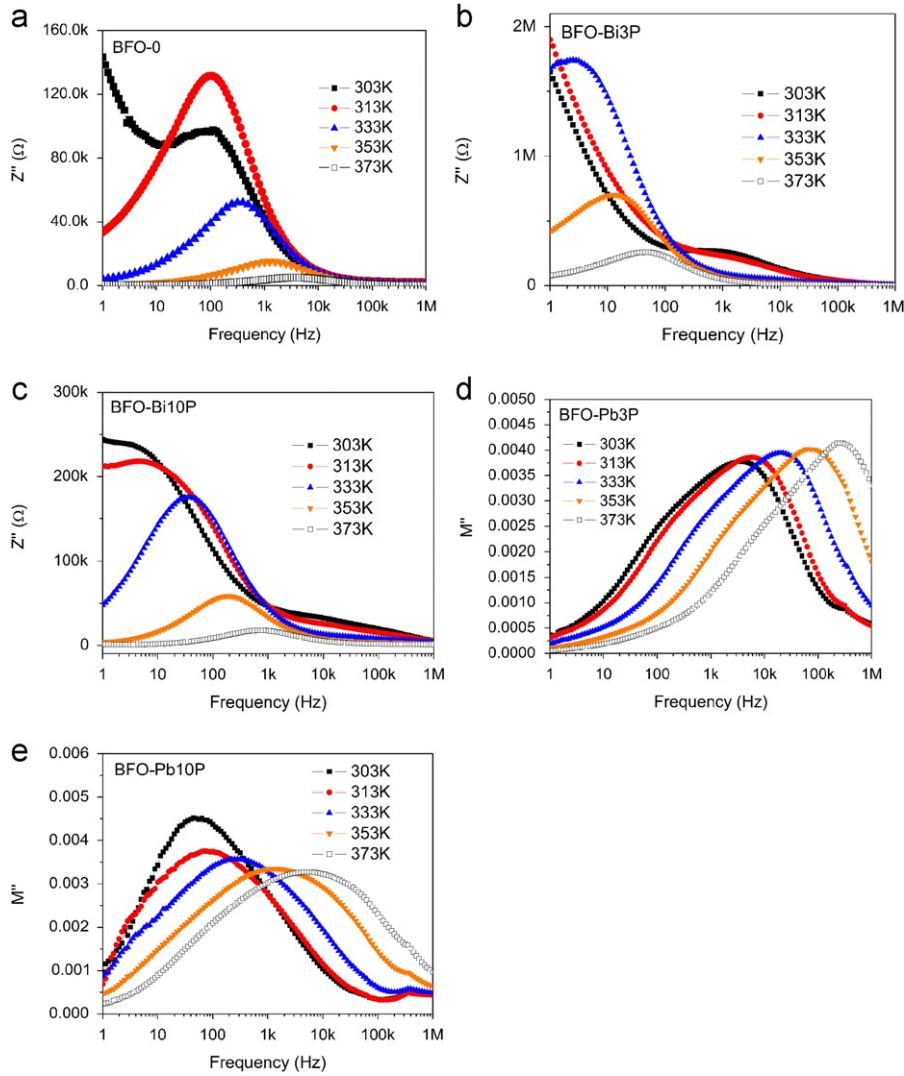 a
BFO-0
160.0k
120.0k
80.0k
40.0k
0.0
Z'' (Ω)
303K
313K
333K
353K
373K
1 10 100 1k 10k 100k 1M
Frequency (Hz)
b
BFO-Bi3P
2M
1M
0
Z'' (Ω)
303K
313K
333K
353K
373K
1 10 100 1k 10k 100k 1M
Frequency (Hz)
c
BFO-Bi10P
300k
200k
100k
0
Z'' (Ω)
303K
313K
333K
353K
373K
1 10 100 1k 10k 100k 1M
Frequency (Hz)
d
BFO-Pb3P
0.0050
0.0045
0.0040
0.0035
0.0030
0.0025
0.0020
0.0015
0.0010
0.0005
0.0000
M''
303K
313K
333K
353K
373K
1 10 100 1k 10k 100k 1M
Frequency (Hz)
e
BFO-Pb10P
0.006
0.005
0.004
0.003
0.002
0.001
0.000
M''
303K
313K
333K
353K
373K
1 10 100 1k 10k 100k 1M
Frequency (Hz)